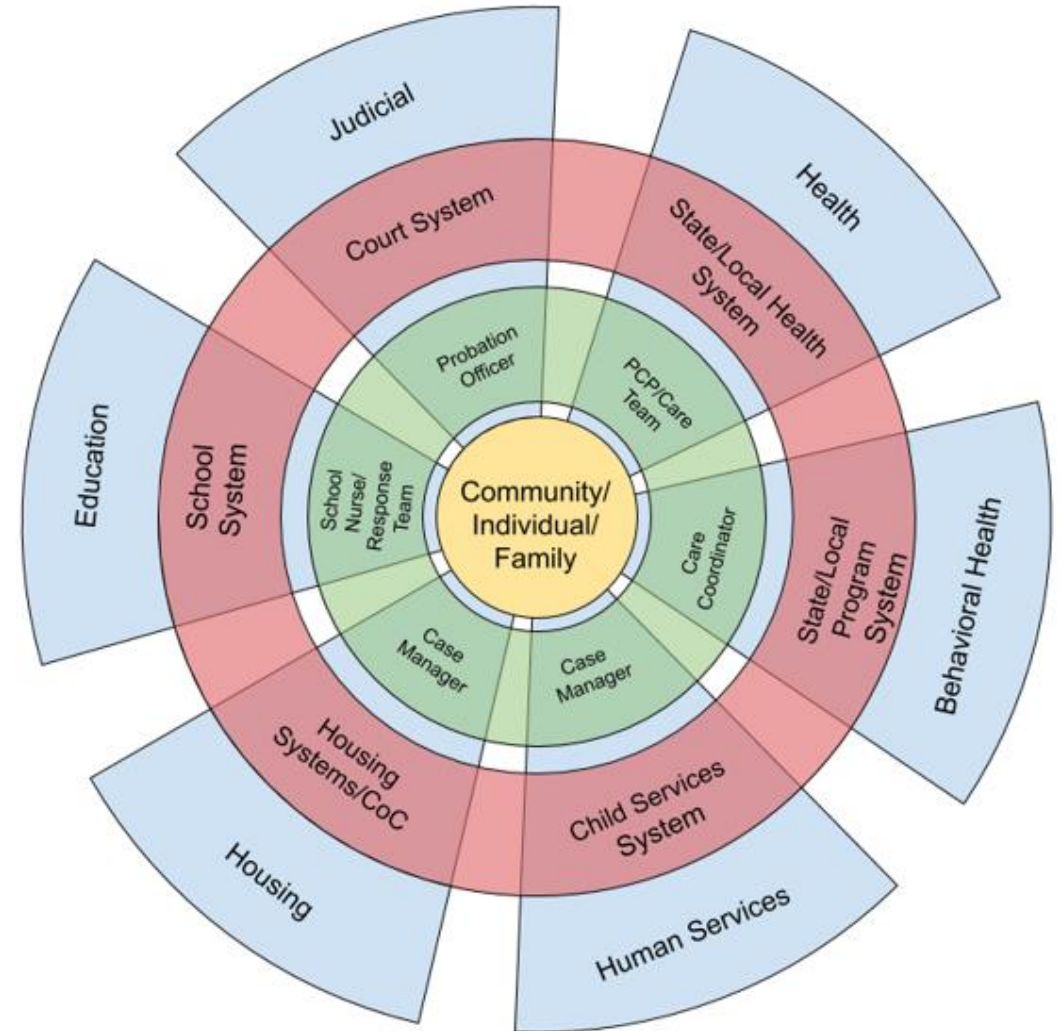 Judicial
Health
Behavioral Health
Human Services
Housing
Education
Court System
State/Local Health
System
State/Local
Program
System
Child Services
System
Housing
Systems/CoC
School
System
Probation
Officer
PCP/Care
Team
Care
Coordinator
Case
Manager
Case
Manager
School
Nurse/
Response
Team
Community/
Individual/
Family